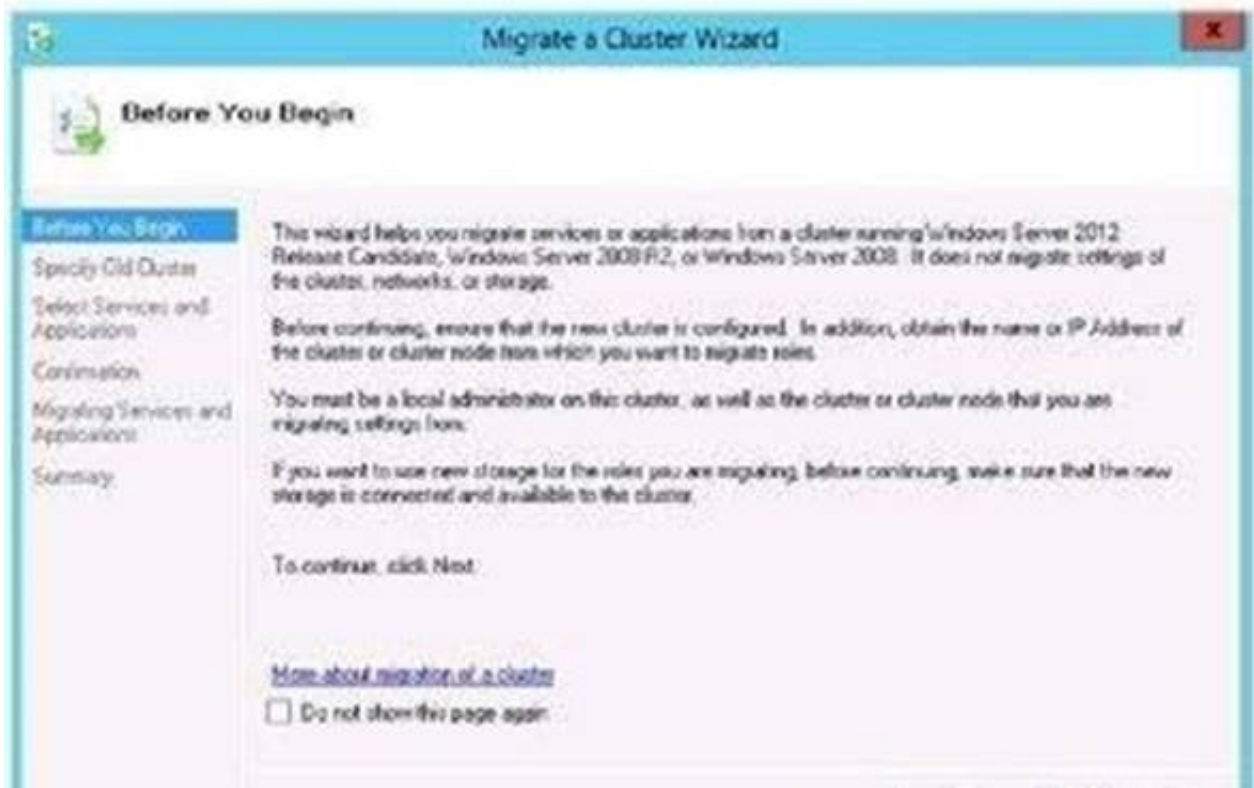 Migrate a Cluster Wizard
Before You Begin
Before You Begin
Specify Old Cluster
Select Services and
Applications
Confirmation
Migrating Services and
Applications
Summary
This wizard helps you migrate services or applications from a cluster running Windows Server 2012
Release Candidate, Windows Server 2008 R2, or Windows Server 2008. It does not migrate settings of
the cluster, networks, or storage.
Before continuing, ensure that the new cluster is configured. In addition, obtain the name or IP Address of
the cluster or cluster node from which you want to migrate roles.
You must be a local administrator on this cluster, as well as the cluster or cluster node that you are
migrating settings from.
If you want to use new storage for the roles you are migrating, before continuing, make sure that the new
storage is connected and available to the cluster.
To continue, click Next.
More about migration of a cluster
Do not show this page again